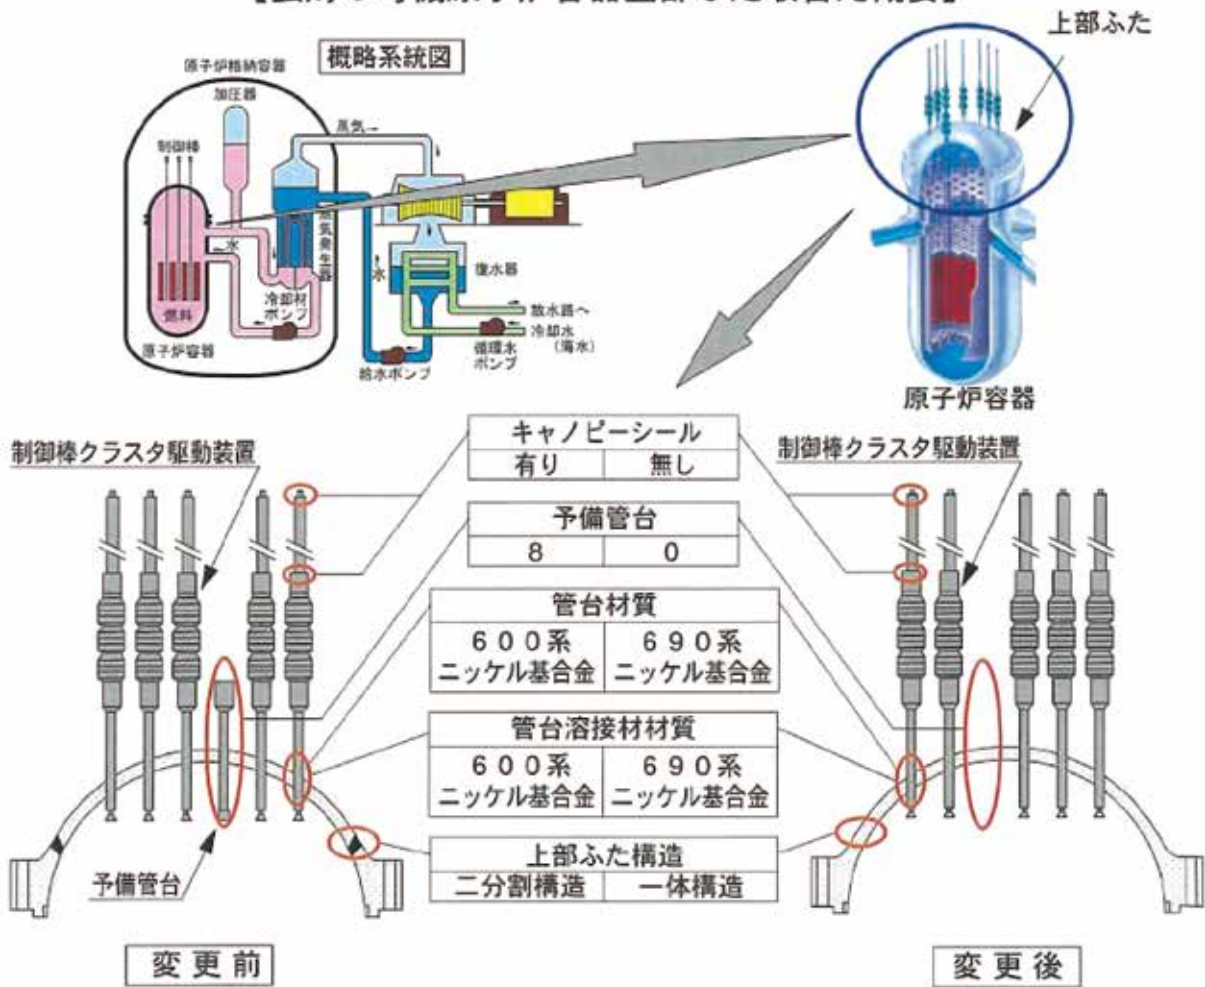 概略系統図
上部ふた
原子炉格納容器
加圧器
制御棒
蒸気→
水
蒸気発生器
冷却材
ポンプ
燃料
原子炉容器
水
復水器
放水路へ
冷却水
(海水)
循環水
ポンプ
給水ポンプ
原子炉容器
制御棒クラスタ駆動装置
キャノピーシール
有り 無し
制御棒クラスタ駆動装置
予備管台
8 0
管台材質
600系
ニッケル基合金
690系
ニッケル基合金
管台溶接材材質
600系
ニッケル基合金
690系
ニッケル基合金
上部ふた構造
二分割構造 一体構造
予備管台
変更前
変更後